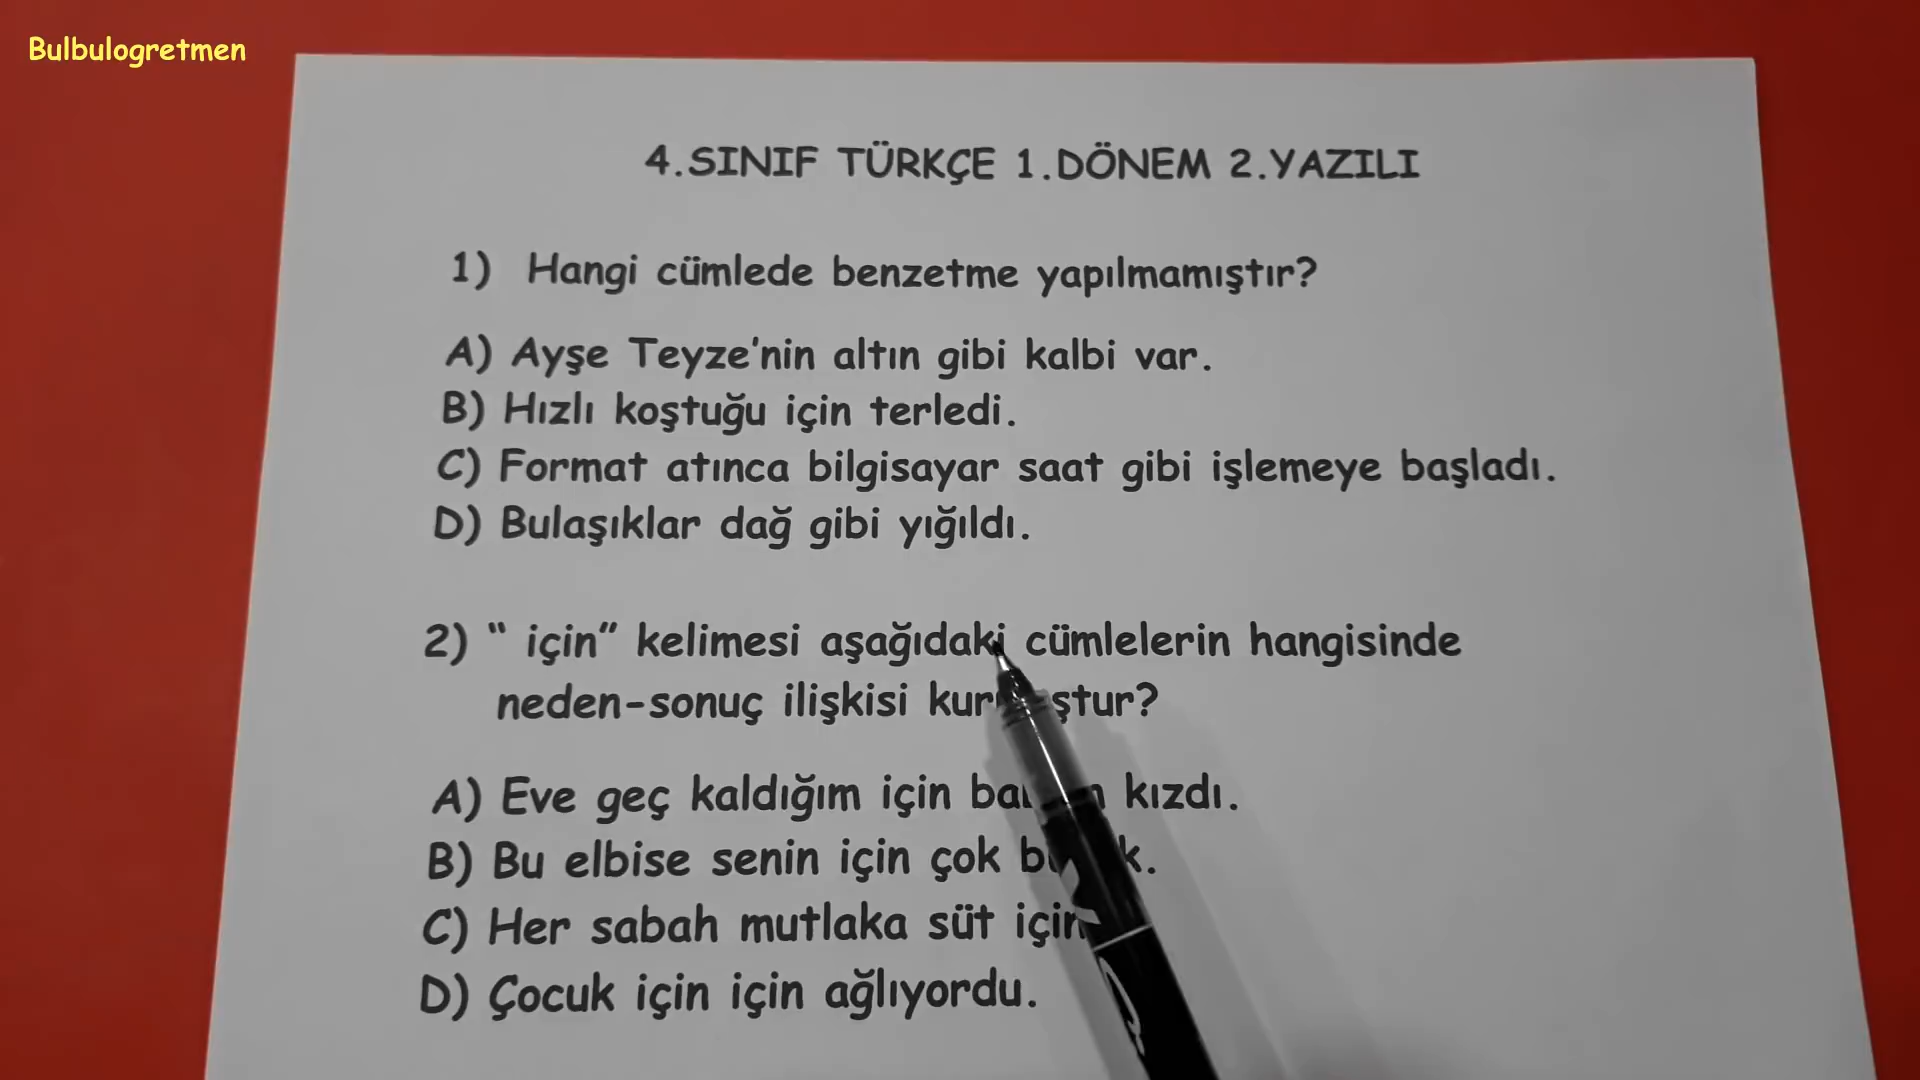 Bulbulogretmen
4.SINIF TÜRKÇE 1.DÖNEM 2.YAZILI
1) Hangi cümlede benzetme yapılmamıştır?
A) Ayşe Teyze'nin altın gibi kalbi var.
B) Hızlı koştuğu için terledi.
C) Format atınca bilgisayar saat gibi işlemeye başladı.
D) Bulaşıklar dağ gibi yığıldı.
2) " için" kelimesi aşağıdaki cümlelerin hangisinde
neden-sonuç ilişkisi
A) Eve geç kaldığım için kızdı.
B) Bu elbise senin için çok
C) Her sabah mutlaka süt
D) Çocuk için için ağlıyordu.